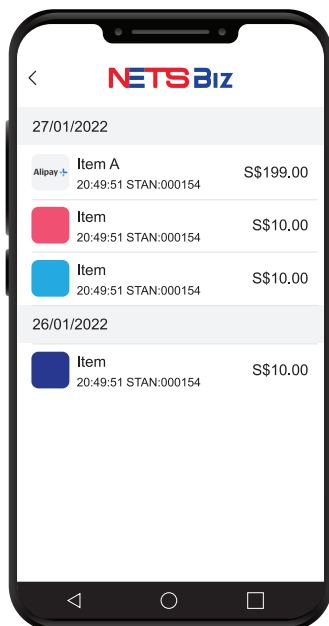 NETS BIZ
27/01/2022
Alipay+
Item A
S$199.00
20:49:51 STAN:000154
Item
S$10.00
20:49:51 STAN:000154
Item
S$10.00
20:49:51 STAN:000154
26/01/2022
Item
S$10.00
20:49:51 STAN:000154